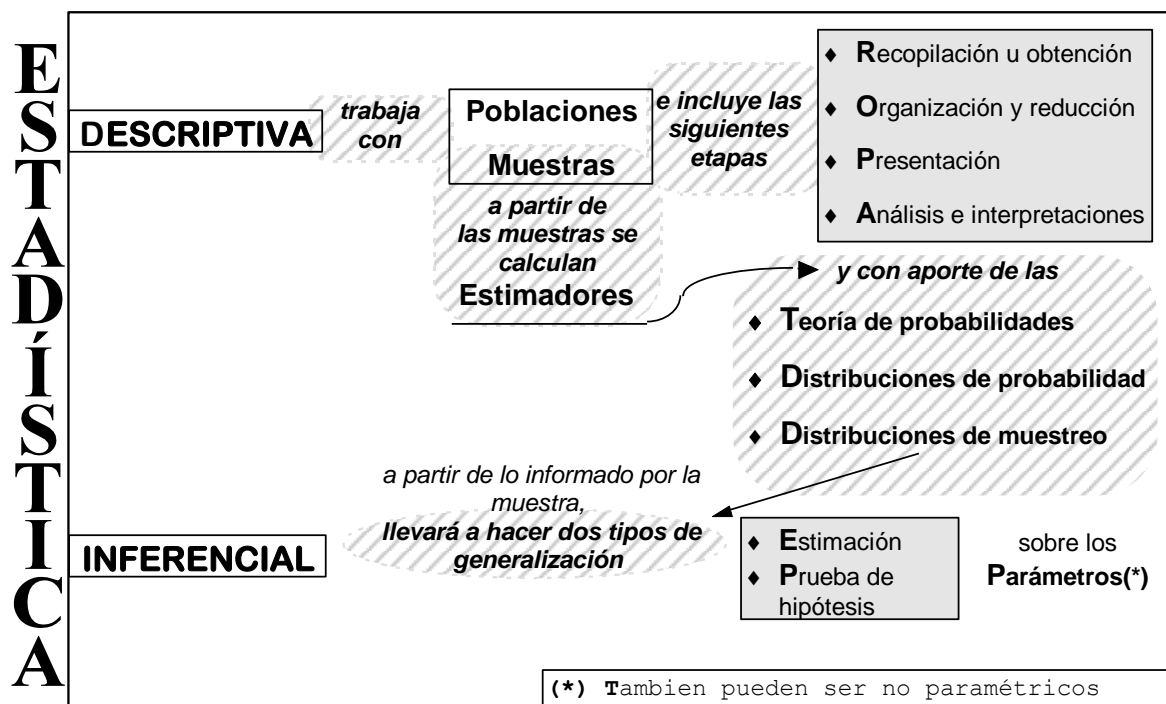 ESTADÍSTICA
DESCRIPTIVA
trabaja
con
Poblaciones
Muestras
e incluye las
siguientes
etapas
♦ Recopilación u obtención
♦ Organización y reducción
♦ Presentación
♦ Análisis e interpretaciones
a partir de
las muestras se
calculan
Estimadores
y con aporte de las
♦ Teoría de probabilidades
♦ Distribuciones de probabilidad
♦ Distribuciones de muestreo
INFERENCIAL
a partir de lo informado por la
muestra,
llevará a hacer dos tipos de
generalización
♦ Estimación
♦ Prueba de
hipótesis
sobre los
Parámetros(*)
(*) Tambien pueden ser no paramétricos